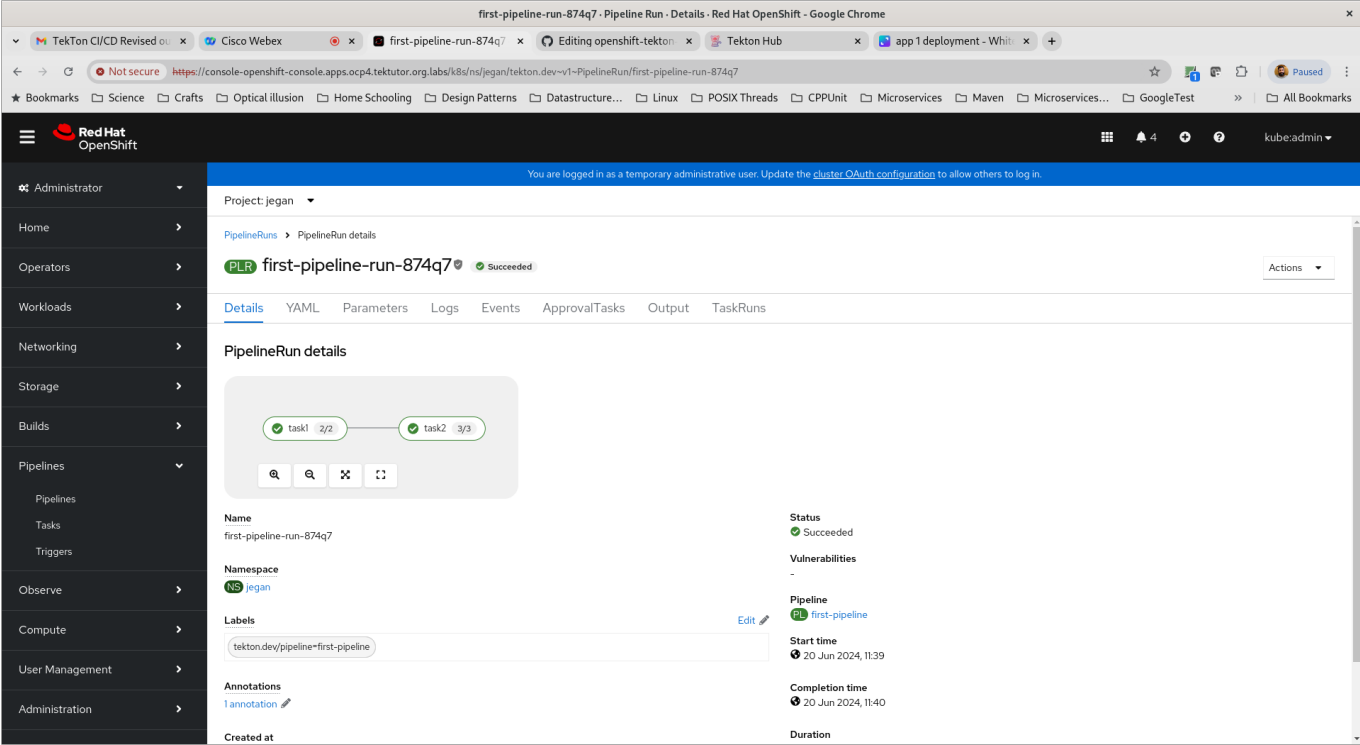 first-pipeline-run-874q7 · Pipeline Run · Details · Red Hat OpenShift - Google Chrome
TekTon CI/CD Revised ou
Cisco Webex
first-pipeline-run-874q7
Editing openshift-tekton-
Tekton Hub
app 1 deployment - White
Not secure https://console-openshift-console.apps.ocp4.tektutor.org.labs/k8s/ns/jegan/tekton.dev~v1~PipelineRun/first-pipeline-run-874q7
1
Paused
Bookmarks Science Crafts Optical illusion Home Schooling Design Patterns Datastructure... Linux POSIX Threads CPPUnit Microservices Maven Microservices... GoogleTest » All Bookmarks
Red Hat
OpenShift
4
kube:admin
You are logged in as a temporary administrative user. Update the cluster OAuth configuration to allow others to log in.
Administrator
Home
Operators
Workloads
Networking
Storage
Builds
Pipelines
Pipelines
Tasks
Triggers
Observe
Compute
User Management
Administration
Project: jegan
PipelineRuns > PipelineRun details
PLR first-pipeline-run-874q7 Succeeded
Actions
Details YAML Parameters Logs Events ApprovalTasks Output TaskRuns
PipelineRun details
task1 2/2
task2 3/3
Name
first-pipeline-run-874q7
Namespace
NS jegan
Labels
Edit
tekton.dev/pipeline=first-pipeline
Annotations
1 annotation
Created at
Status
Succeeded
Vulnerabilities
-
Pipeline
PL first-pipeline
Start time
20 Jun 2024, 11:39
Completion time
20 Jun 2024, 11:40
Duration